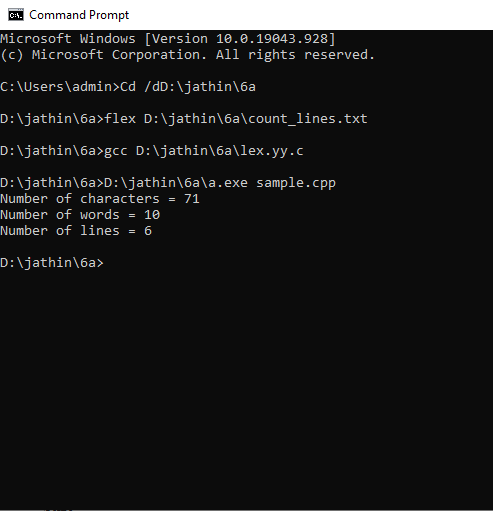 Command Prompt
Microsoft Windows [Version 10.0.19043.928]
(c) Microsoft Corporation. All rights reserved.
C:\Users\admin>Cd /dD:\jathin\6a
D:\jathin\6a>flex D:\jathin\6a\count_lines.txt
D:\jathin\6a>gcc D:\jathin\6a\lex.yy.c
D:\jathin\6a>D:\jathin\6a\a.exe sample.cpp
Number of characters = 71
Number of words = 10
Number of lines = 6
D:\jathin\6a>